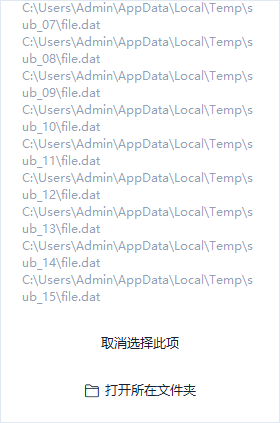 C:\Users\Admin\AppData\Local\Temp\s
ub_07\file.dat
C:\Users\Admin\AppData\Local\Temp\s
ub_08\file.dat
C:\Users\Admin\AppData\Local\Temp\s
ub_09\file.dat
C:\Users\Admin\AppData\Local\Temp\s
ub_10\file.dat
C:\Users\Admin\AppData\Local\Temp\s
ub_11\file.dat
C:\Users\Admin\AppData\Local\Temp\s
ub_12\file.dat
C:\Users\Admin\AppData\Local\Temp\s
ub_13\file.dat
C:\Users\Admin\AppData\Local\Temp\s
ub_14\file.dat
C:\Users\Admin\AppData\Local\Temp\s
ub_15\file.dat
取消选择此项
打开所在文件夹